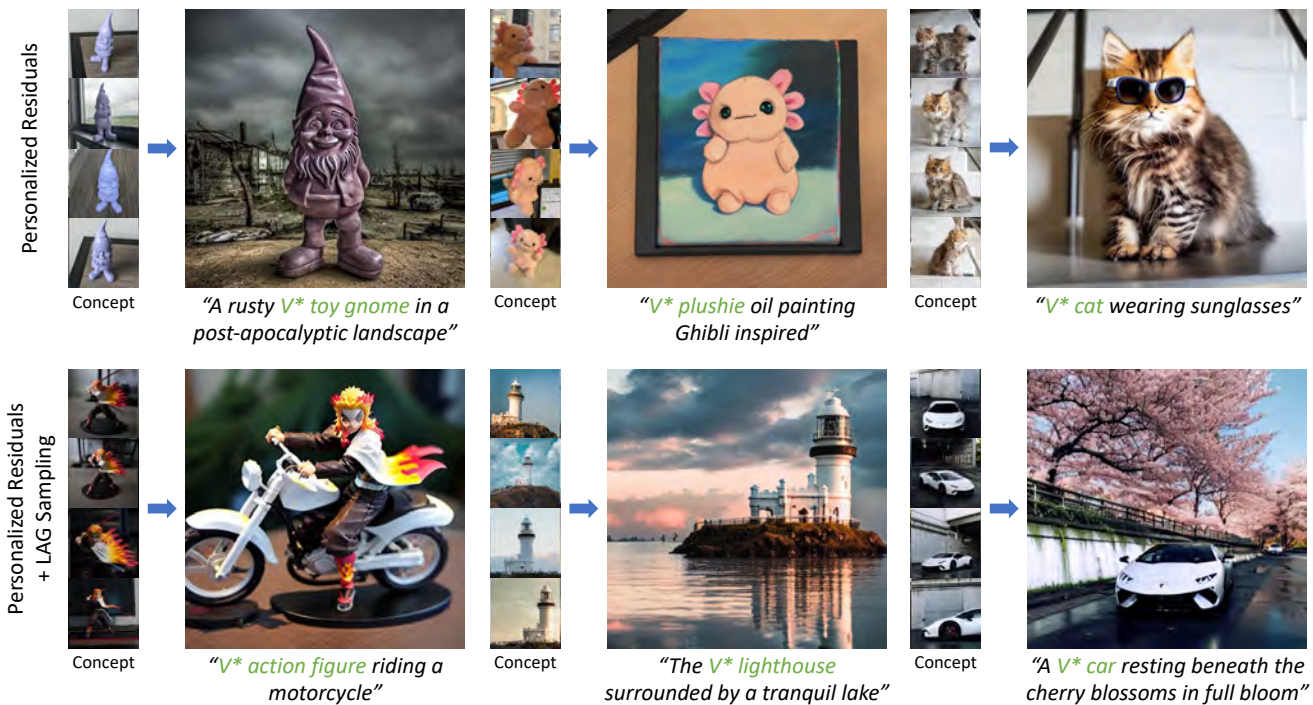 Personalized Residuals
Concept
“A rusty V* toy gnome in a
post-apocalyptic landscape”
Concept
“V* plushie oil painting
Ghibli inspired”
Concept
“V* cat wearing sunglasses”
Personalized Residuals
+ LAG Sampling
Concept
“V* action figure riding a
motorcycle”
Concept
“The V* lighthouse
surrounded by a tranquil lake”
Concept
“A V* car resting beneath the
cherry blossoms in full bloom”